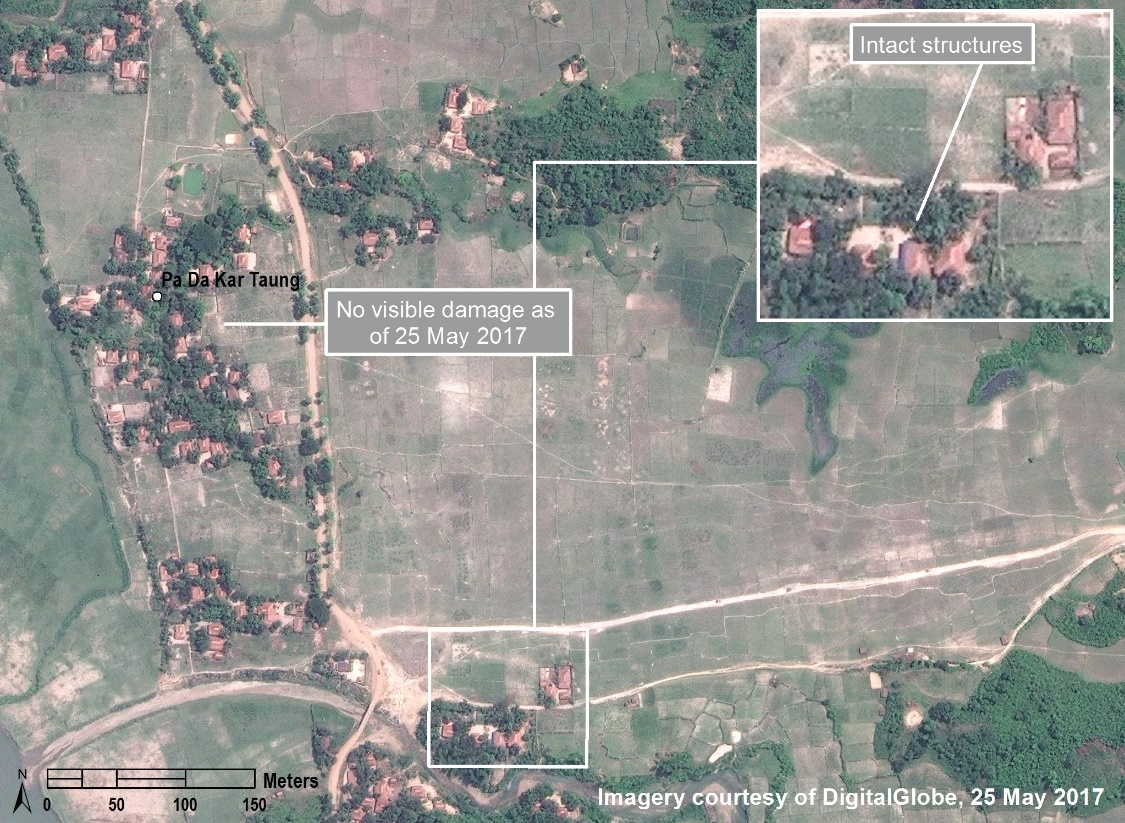 Intact structures
Pa Da Kar Taung
No visible damage as
of 25 May 2017
N
Meters
0 50 100 150
Imagery courtesy of DigitalGlobe, 25 May 2017